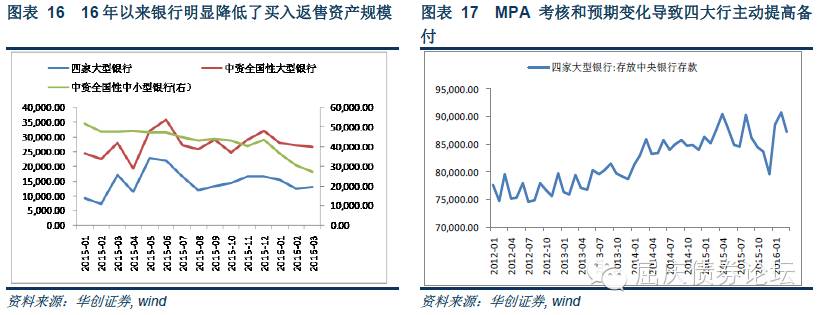 图表 16 16 年以来银行明显降低了买入返售资产规模
四家大型银行 中资全国性大型银行
中资全国性中小型银行(右)
40,000.00 60,000.00
35,000.00 50,000.00
30,000.00 40,000.00
25,000.00 30,000.00
20,000.00 20,000.00
15,000.00 10,000.00
10,000.00 0.00
5,000.00
0.00
2015-01 2015-02 2015-03 2015-04 2015-05 2015-06 2015-07 2015-08 2015-09 2015-10 2015-11 2015-12 2016-01 2016-02 2016-03
资料来源：华创证券, wind
图表 17 MPA 考核和预期变化导致四大行主动提高备
付
四家大型银行:存放中央银行存款
95,000.00
90,000.00
85,000.00
80,000.00
75,000.00
70,000.00
2012-01 2012-04 2012-07 2012-10 2013-01 2013-04 2013-07 2013-10 2014-01 2014-04 2014-07 2014-10 2015-01 2015-04 2015-07 2015-10 2016-01
屈庆债券论坛
资料来源：华创证券, wind